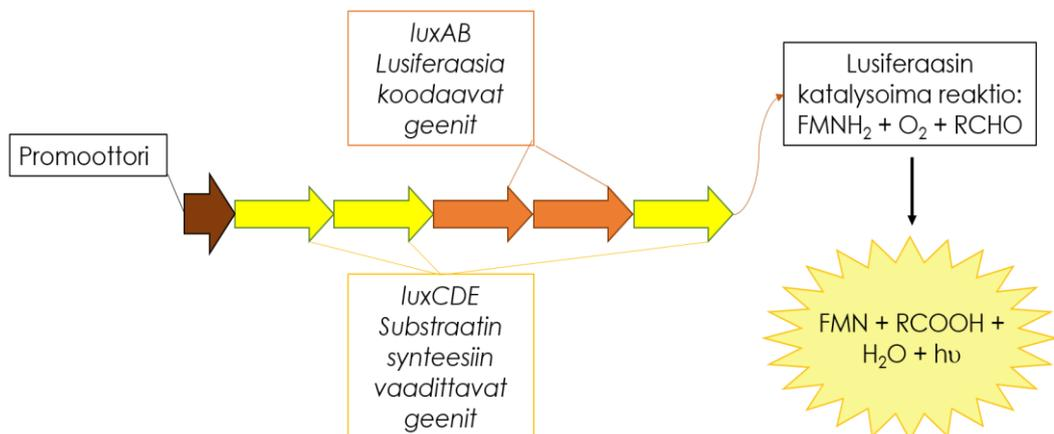 Promoottori
luxAB
Lusiferaasia
koodaavat
geenit
luxCDE
Substraatin
synteesiin
vaadittavat
geenit
Lusiferaasin
katalysoima reaktio:
FMNH₂ + O₂ + RCHO
FMN + RCOOH +
H₂O + hυ